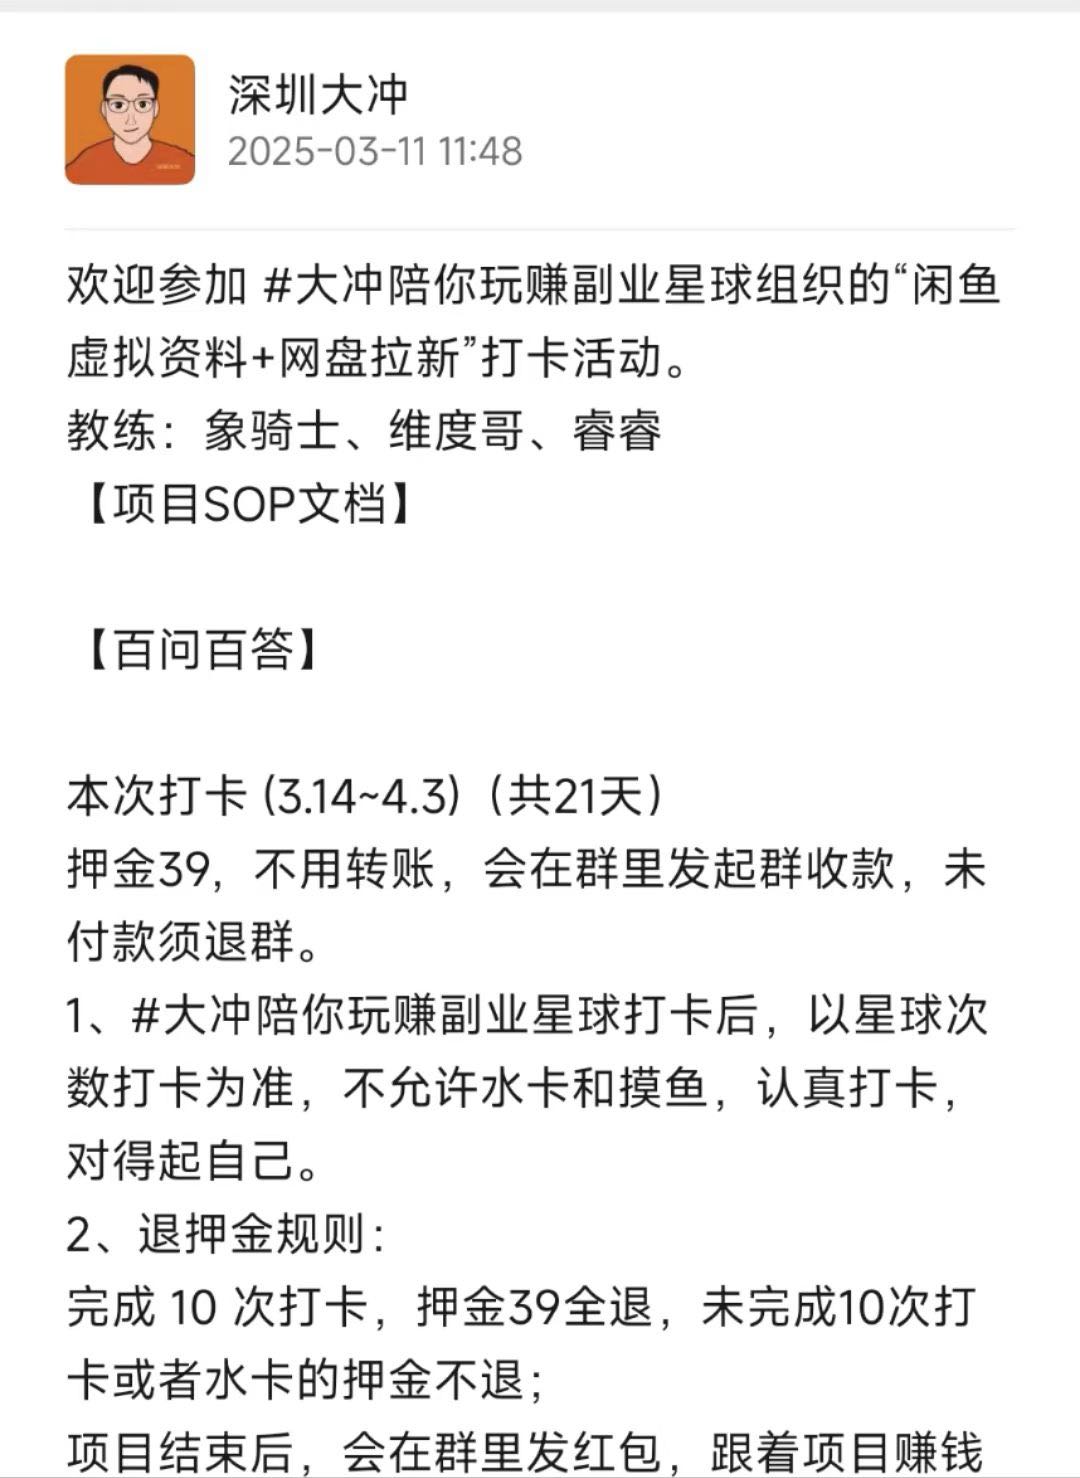 深圳大冲
2025-03-11 11:48
欢迎参加 #大冲陪你玩赚副业星球组织的“闲鱼
虚拟资料+网盘拉新”打卡活动。
教练：象骑士、维度哥、睿睿
【项目SOP文档】
【百问百答】
本次打卡 (3.14~4.3)（共21天）
押金39，不用转账，会在群里发起群收款，未
付款须退群。
1、#大冲陪你玩赚副业星球打卡后，以星球次
数打卡为准，不允许水卡和摸鱼，认真打卡，
对得起自己。
2、退押金规则：
完成 10 次打卡，押金39全退，未完成10次打
卡或者水卡的押金不退；
项目结束后，会在群里发红包，跟着项目赚钱